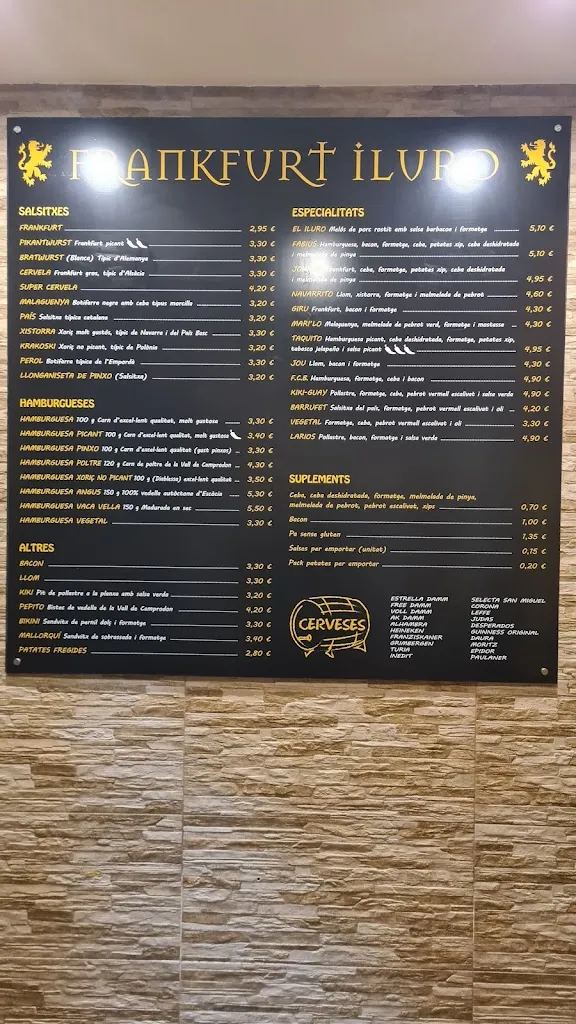 FRANKFURT ILURO
SALSITXES
FRANKFURT 2,95 €
PIKANTWURST Frankfurt picant 3,30 €
BRATWURST (Blanca) Típic d'Alemanya 3,30 €
CERVELA Frankfurt gros, típic d'Alsàcia 3,30 €
SUPER CERVELA 4,20 €
MALAGUENYA Botifarra negra amb ceba típus morcilla 3,20 €
PAÍS Salsitxa típica catalana 3,20 €
XISTORRA Xoriç molt gustós, típic de Navarra i del País Basc 3,30 €
KRAKOSKI Xoriç no picant, típic de Polònia 3,20 €
PEROL Botifarra típica de l'Empordà 3,30 €
LLONGANISETA DE PINXO (Salsitxa) 3,20 €
HAMBURGUESES
HAMBURGUESA 100 g Carn d'excel·lent qualitat, molt gustosa 3,30 €
HAMBURGUESA PICANT 100 g Carn d'excel·lent qualitat, molt gustosa 3,40 €
HAMBURGUESA PINXO 100 g Carn d'excel·lent qualitat (gust pinxos) 3,30 €
HAMBURGUESA POLTRE 120 g Carn de poltre de la Vall de Camprodon 4,30 €
HAMBURGUESA XORIÇ NO PICANT 100 g (Diablesa) excel·lent qualitat 3,50 €
HAMBURGUESA ANGUS 150 g 100% vedella autòctona d'Escòcia 5,30 €
HAMBURGUESA VACA VELLA 150 g Madurada en sec 5,50 €
HAMBURGUESA VEGETAL 3,30 €
ALTRES
BACON 3,30 €
LLOM 3,30 €
KIKI Pit de pollastre a la planxa amb salsa verda 3,20 €
PEPITO Bistec de vedella de la Vall de Camprodon 4,20 €
BIKINI Sandvitx de pernil dolç i formatge 3,30 €
MALLORQUÍ Sandvitx de sobrassada i formatge 3,40 €
PATATES FREGIDES 2,80 €
ESPECIALITATS
EL ILURO Melós de porc rostit amb salsa barbacoa i formatge 5,10 €
FABIUS Hamburguesa, bacon, formatge, ceba, patates xip, ceba deshidratada
i melmelada de pinya 5,10 €
Frankfurt, ceba, formatge, patates xip, ceba deshidratada
i melmelada de pinya 4,95 €
NAVARRITO Llom, xistorra, formatge i melmelada de pebrot 4,60 €
GIRU Frankfurt, bacon i formatge 4,30 €
MARI'LO Malaguenya, melmelada de pebrot verd, formatge i mostassa 4,30 €
TAQUITO Hamburguesa picant, ceba deshidratada, formatge, patates xip,
tabasco jalapeño i salsa picant 4,95 €
JOU Llom, bacon i formatge 4,30 €
F.C.B. Hamburguesa, formatge, ceba i bacon 4,90 €
KIKI-GUAY Pollastre, formatge, ceba, pebrot vermell escalivat i salsa verda 4,90 €
BARRUFET Salsitxa del país, formatge, pebrot vermell escalivat i oli 4,20 €
VEGETAL Formatge, ceba, pebrot vermell escalivat i oli 3,30 €
LARIOS Pollastre, bacon, formatge i salsa verda 4,90 €
SUPLEMENTS
Ceba, ceba deshidratada, formatge, melmelada de pinya,
melmelada de pebrot, pebrot escalivat, xips 0,70 €
Bacon 1,00 €
Pa sense gluten 1,35 €
Salses per emportar (unitat) 0,15 €
Pack patates per emportar 0,20 €
CERVESES
ESTRELLA DAMM
FREE DAMM
VOLL DAMM
AK DAMM
ALHAMBRA
HEINEKEN
FRANZISKANER
GRIMBERGEN
TURIA
INEDIT
SELECTA SAN MIGUEL
CORONA
LEFFE
JUDAS
DESPERADOS
GUINNESS ORIGINAL
DAURA
MORITZ
EPIDOR
PAULANER